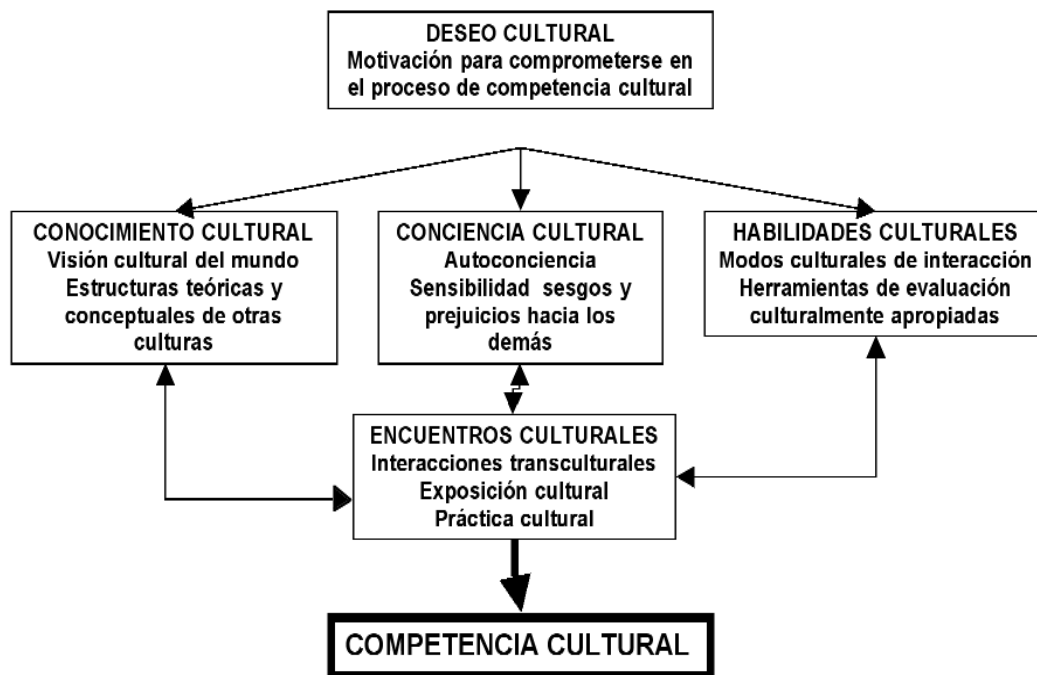 DESEO CULTURAL
Motivación para comprometerse en
el proceso de competencia cultural
CONOCIMIENTO CULTURAL
Visión cultural del mundo
Estructuras teóricas y
conceptuales de otras
culturas
CONCIENCIA CULTURAL
Autoconciencia
Sensibilidad sesgos y
prejuicios hacia los
demás
HABILIDADES CULTURALES
Modos culturales de interacción
Herramientas de evaluación
culturalmente apropiadas
ENCUENTROS CULTURALES
Interacciones transculturales
Exposición cultural
Práctica cultural
COMPETENCIA CULTURAL